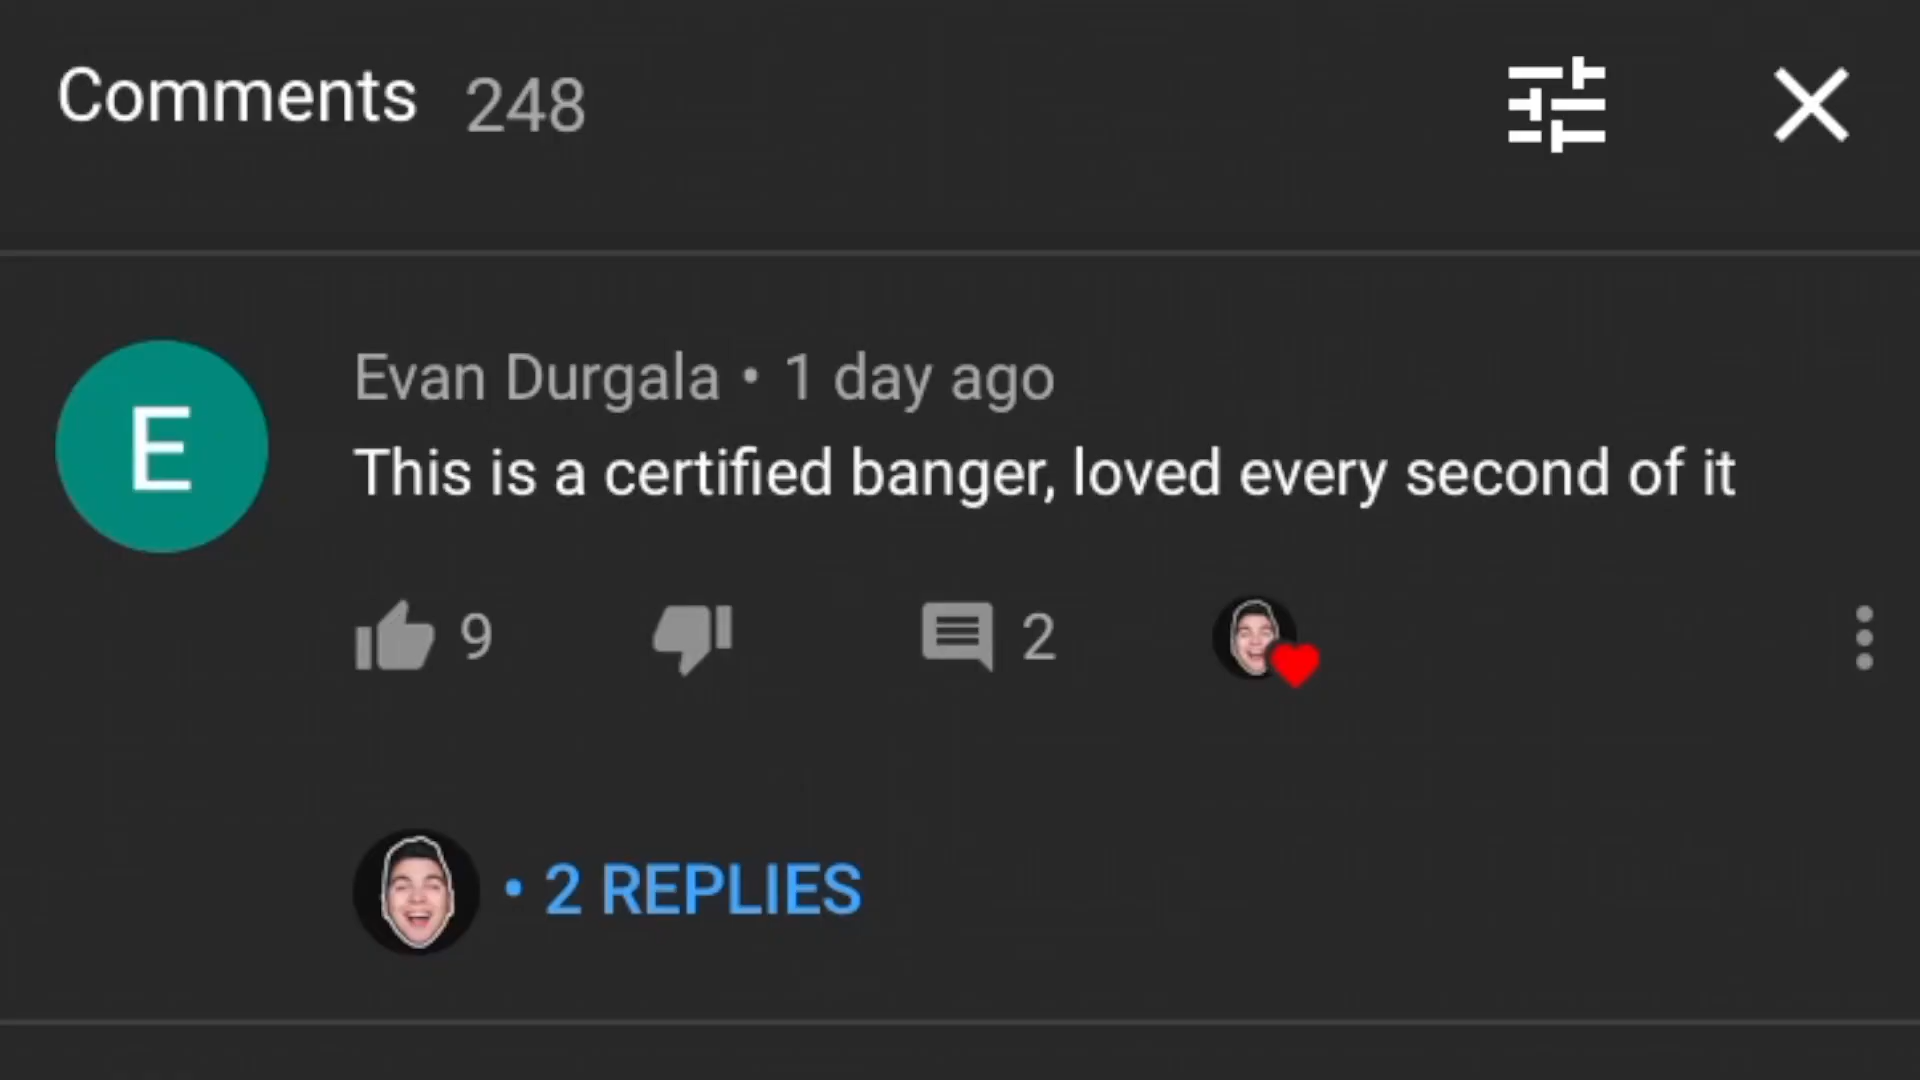 Comments 248
E
Evan Durgala • 1 day ago
This is a certified banger, loved every second of it
9 2
• 2 REPLIES